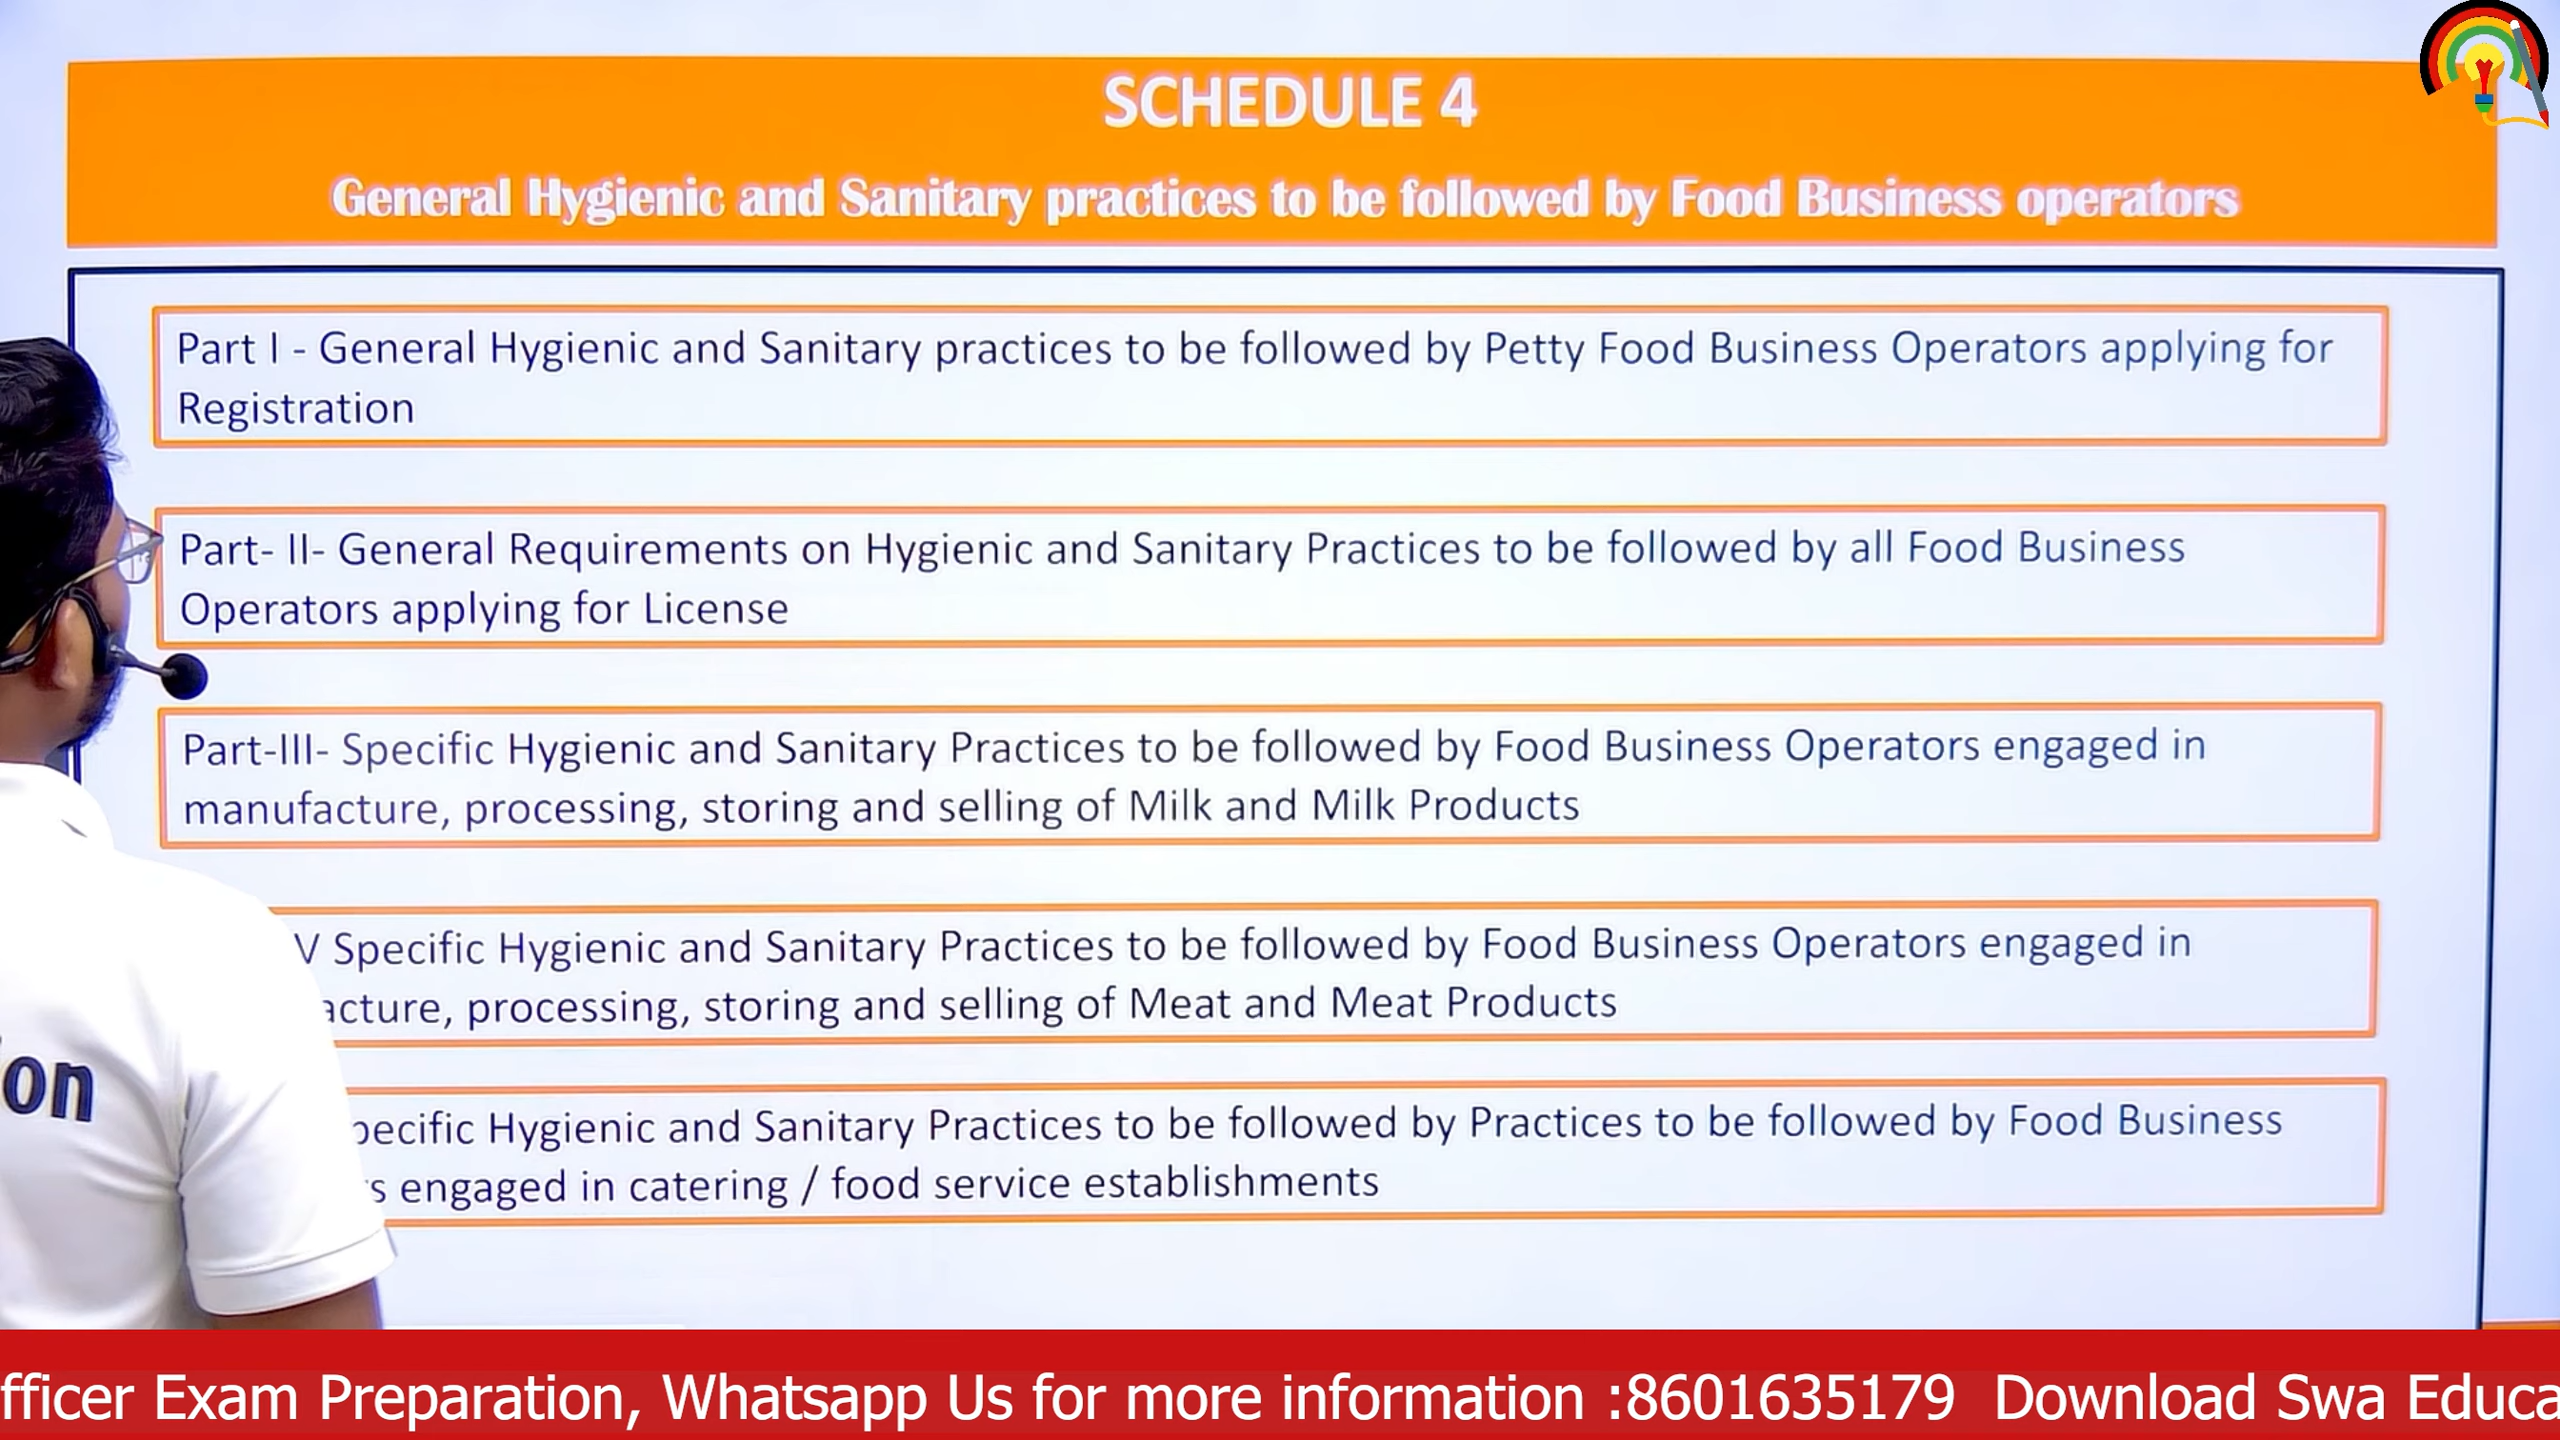 SCHEDULE 4
General Hygienic and Sanitary practices to be followed by Food Business operators
Part I - General Hygienic and Sanitary practices to be followed by Petty Food Business Operators applying for
Registration
Part- II- General Requirements on Hygienic and Sanitary Practices to be followed by all Food Business
Operators applying for License
Part-III- Specific Hygienic and Sanitary Practices to be followed by Food Business Operators engaged in
manufacture, processing, storing and selling of Milk and Milk Products
V Specific Hygienic and Sanitary Practices to be followed by Food Business Operators engaged in
acture, processing, storing and selling of Meat and Meat Products
pecific Hygienic and Sanitary Practices to be followed by Practices to be followed by Food Business
s engaged in catering / food service establishments
on
fficer Exam Preparation, Whatsapp Us for more information :8601635179 Download Swa Educa